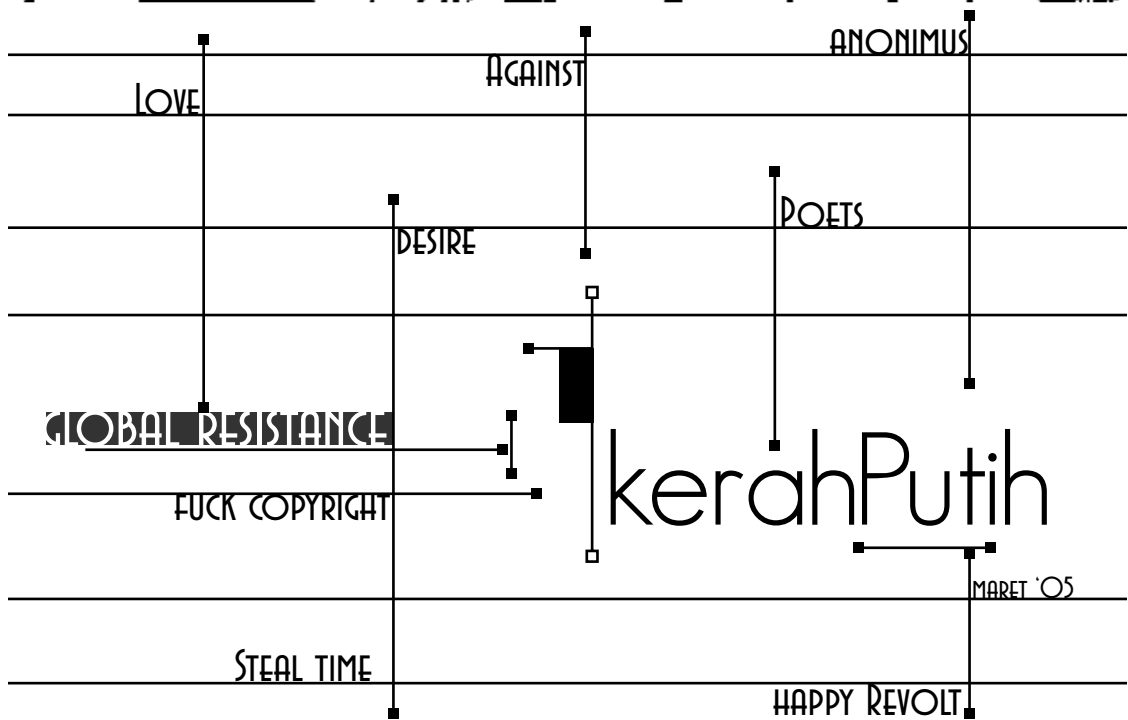 ANONIMUS
AGAINST
LOVE
POETS
DESIRE
GLOBAL RESISTANCE
kerahPutih
FUCK COPYRIGHT
MARET '05
STEAL TIME
HAPPY REVOLT